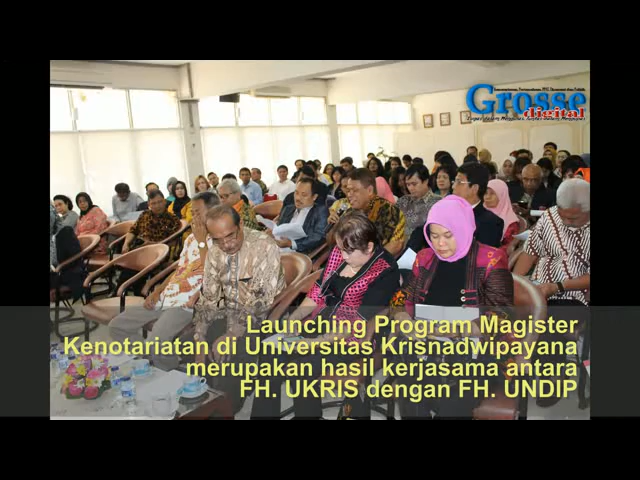 Grosse
digital
Launching Program Magister
Kenotariatan di Universitas Krisnadwipayana
merupakan hasil kerjasama antara
FH. UKRIS dengan FH. UNDIP